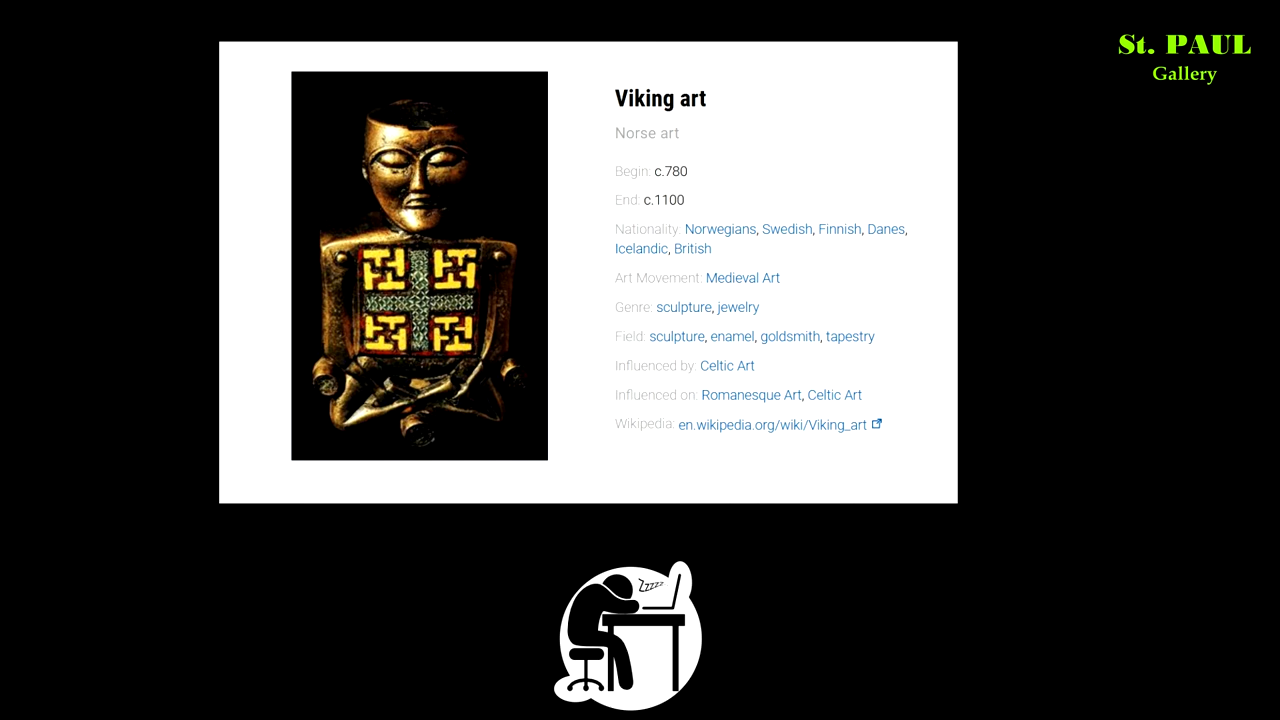 St. PAUL
Gallery
Viking art
Norse art
Begin: c.780
End: c.1100
Nationality: Norwegians, Swedish, Finnish, Danes,
Icelandic, British
Art Movement: Medieval Art
Genre: sculpture, jewelry
Field: sculpture, enamel, goldsmith, tapestry
Influenced by: Celtic Art
Influenced on: Romanesque Art, Celtic Art
Wikipedia: en.wikipedia.org/wiki/Viking_art
Zzzzz